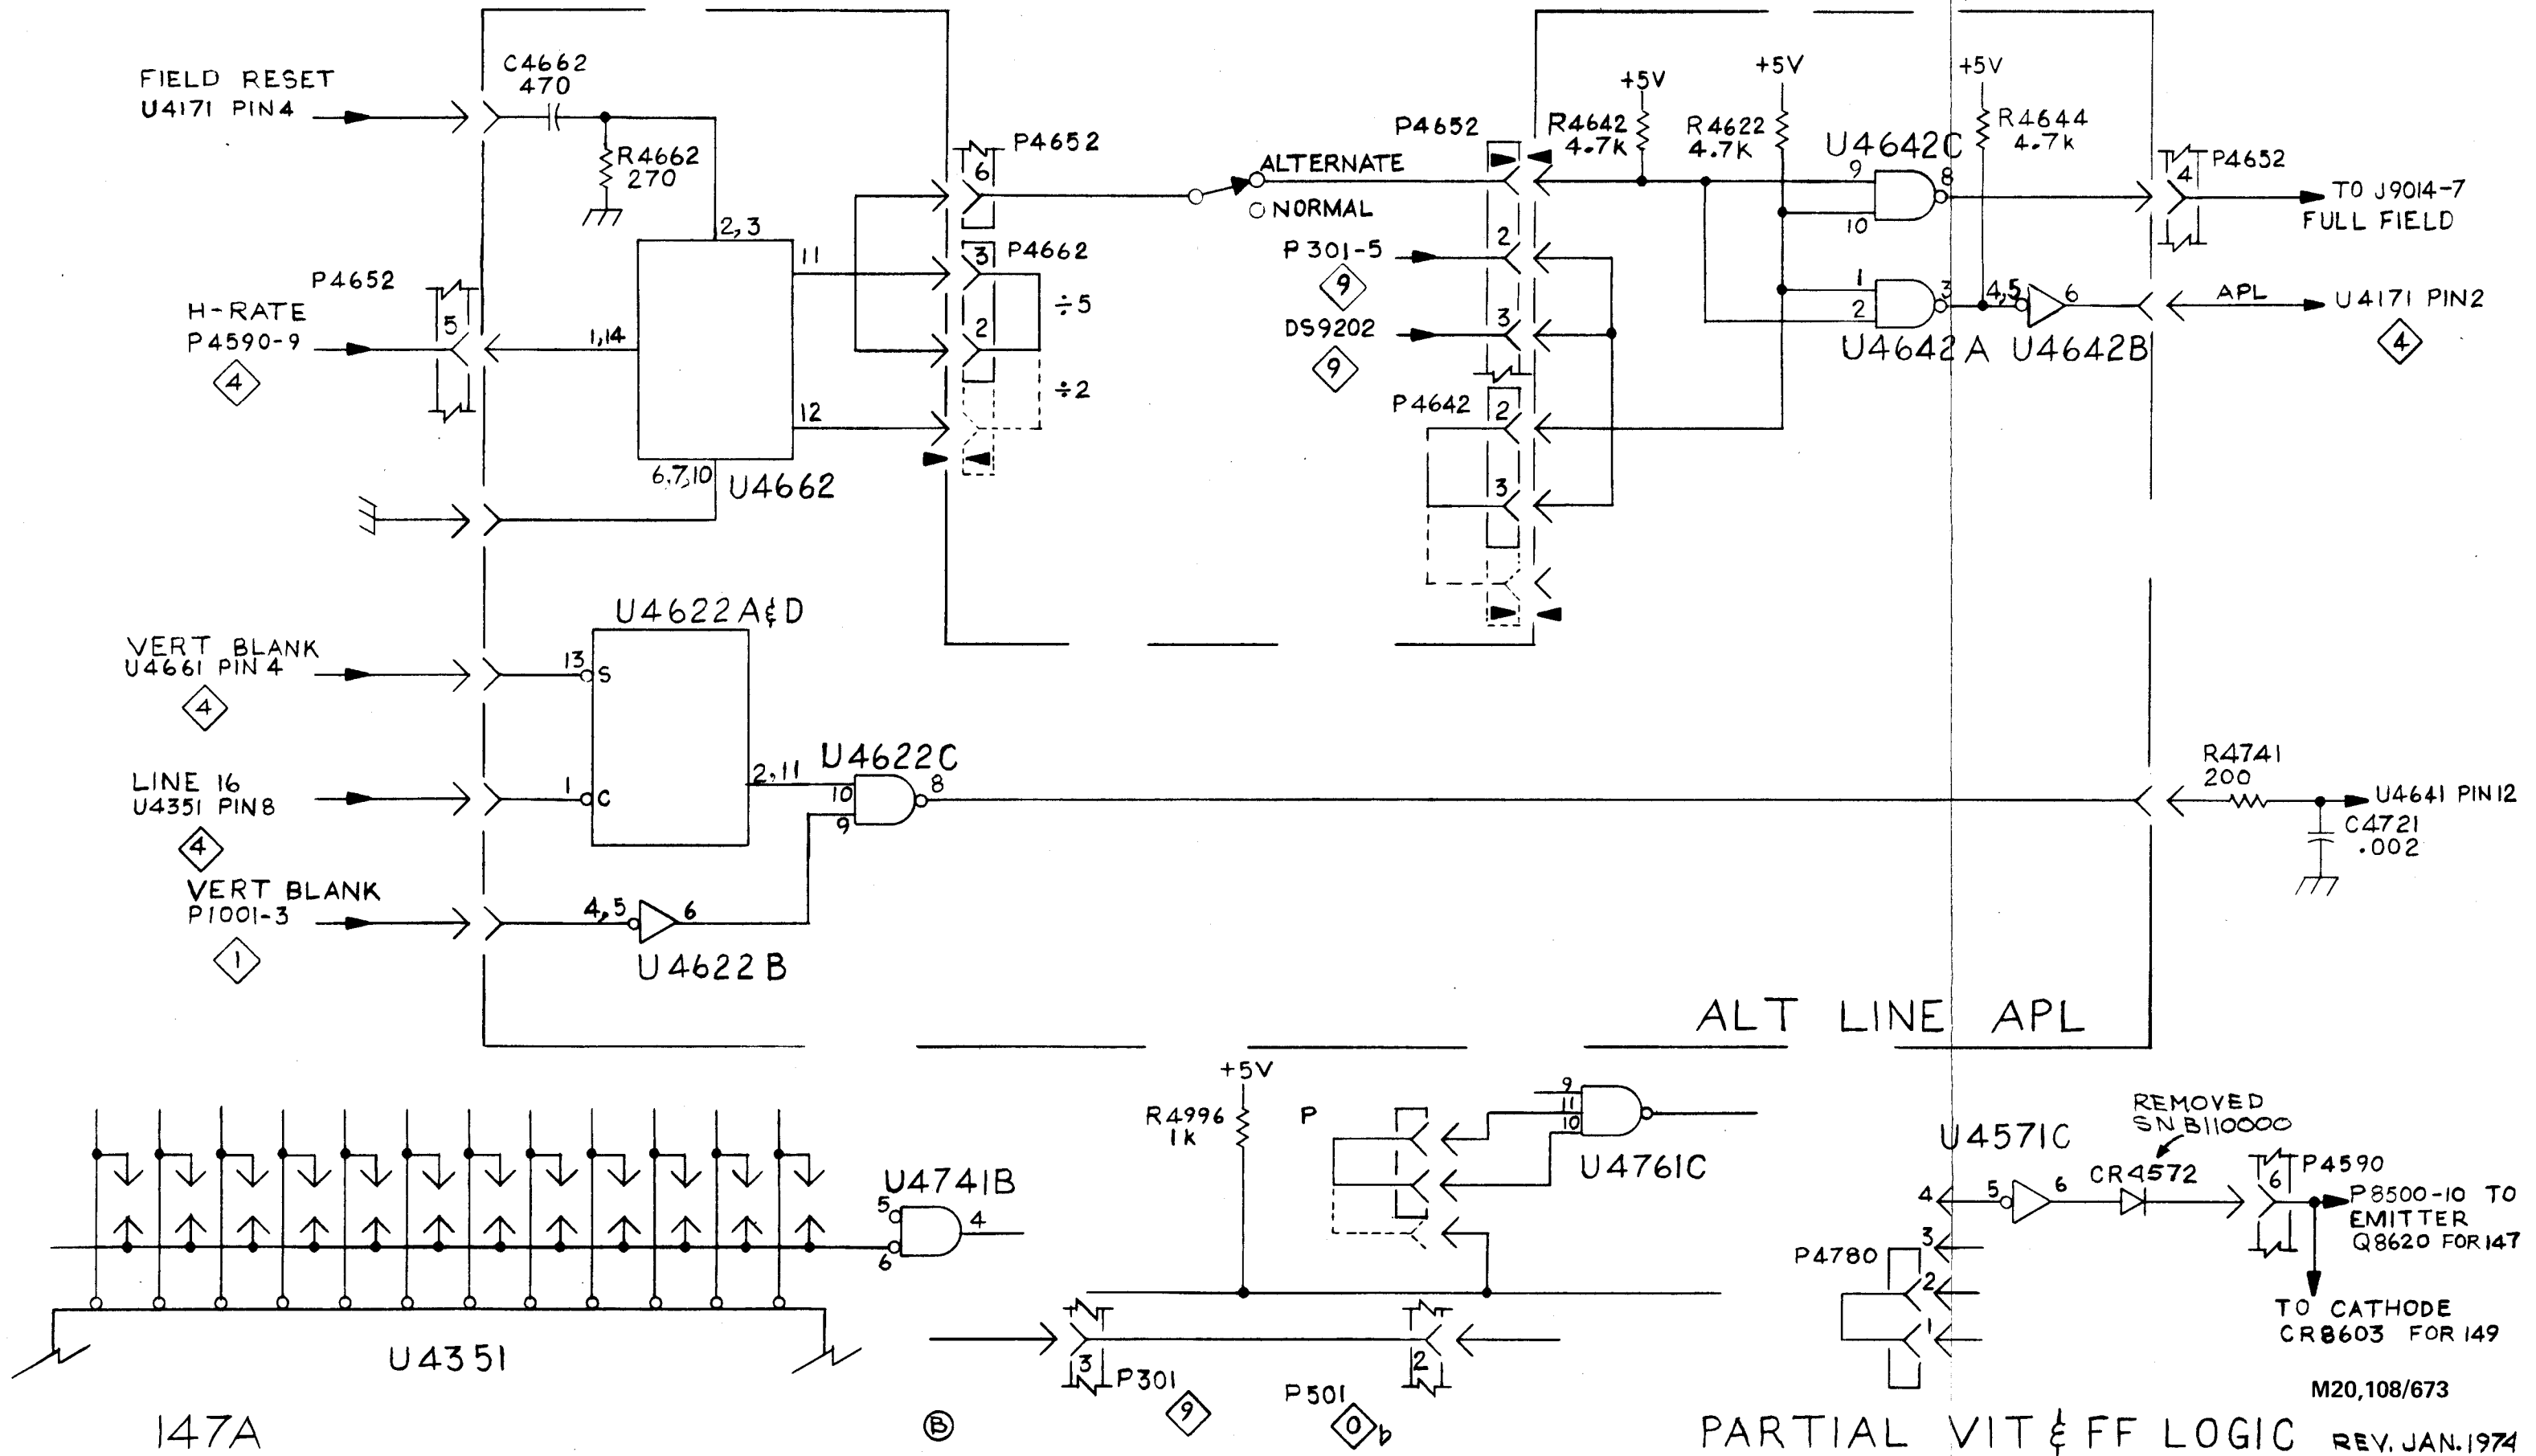 FIELD RESET
U4171 PIN4
C4662
470
R4662
270
2,3
11
P4652
5
H-RATE
P4590-9
4
1,14
12
6,7,10
U4662
6
P4652
3
P4662
2
÷5
÷2
ALTERNATE
NORMAL
P4652
P301-5
9
DS9202
9
2
3
P4642
2
3
+5V
R4642
4.7K
+5V
R4622
4.7K
+5V
R4644
4.7K
U4642C
9
10
8
1
2
3
4,5
6
U4642A
U4642B
4
P4652
TO J9014-7
FULL FIELD
APL
U4171 PIN2
4
VERT BLANK
U4661 PIN 4
4
LINE 16
U4351 PIN8
4
VERT BLANK
P1001-3
1
U4622A&D
13
S
1
C
2,11
U4622C
10
9
8
4,5
6
U4622B
R4741
200
U4641 PIN12
C4721
.002
ALT LINE APL
U4351
5
6
U4741B
4
+5V
R4996
1K
P
9
11
10
U4761C
3
P301
9
P501
0
b
2
U4571C
4
5
6
CR4572
REMOVED
SN B110000
6
P4590
P8500-10 TO
EMITTER
Q8620 FOR 147
TO CATHODE
CR8603 FOR 149
P4780
3
2
1
M20,108/673
147A
B
PARTIAL VIT & FF LOGIC
REV. JAN. 1974